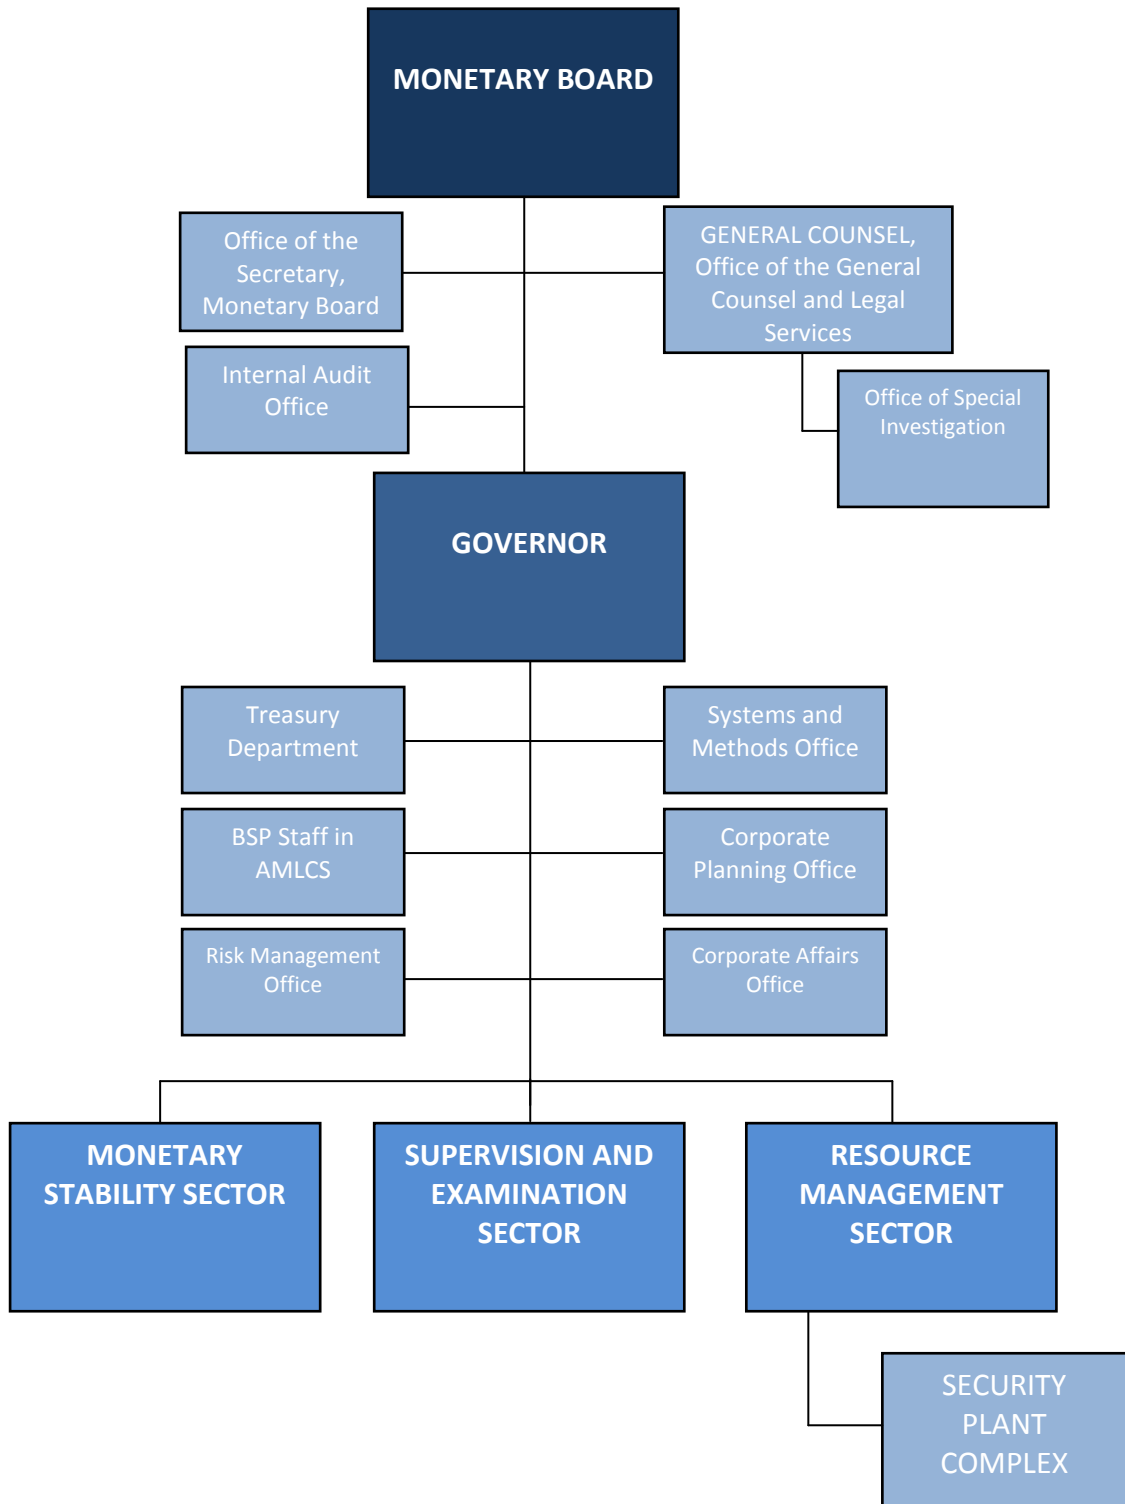 MONETARY BOARD
Office of the
Secretary,
Monetary Board
GENERAL COUNSEL,
Office of the General
Counsel and Legal
Services
Internal Audit
Office
Office of Special
Investigation
GOVERNOR
Treasury
Department
Systems and
Methods Office
BSP Staff in
AMLCS
Corporate
Planning Office
Risk Management
Office
Corporate Affairs
Office
MONETARY
STABILITY SECTOR
SUPERVISION AND
EXAMINATION
SECTOR
RESOURCE
MANAGEMENT
SECTOR
SECURITY
PLANT
COMPLEX